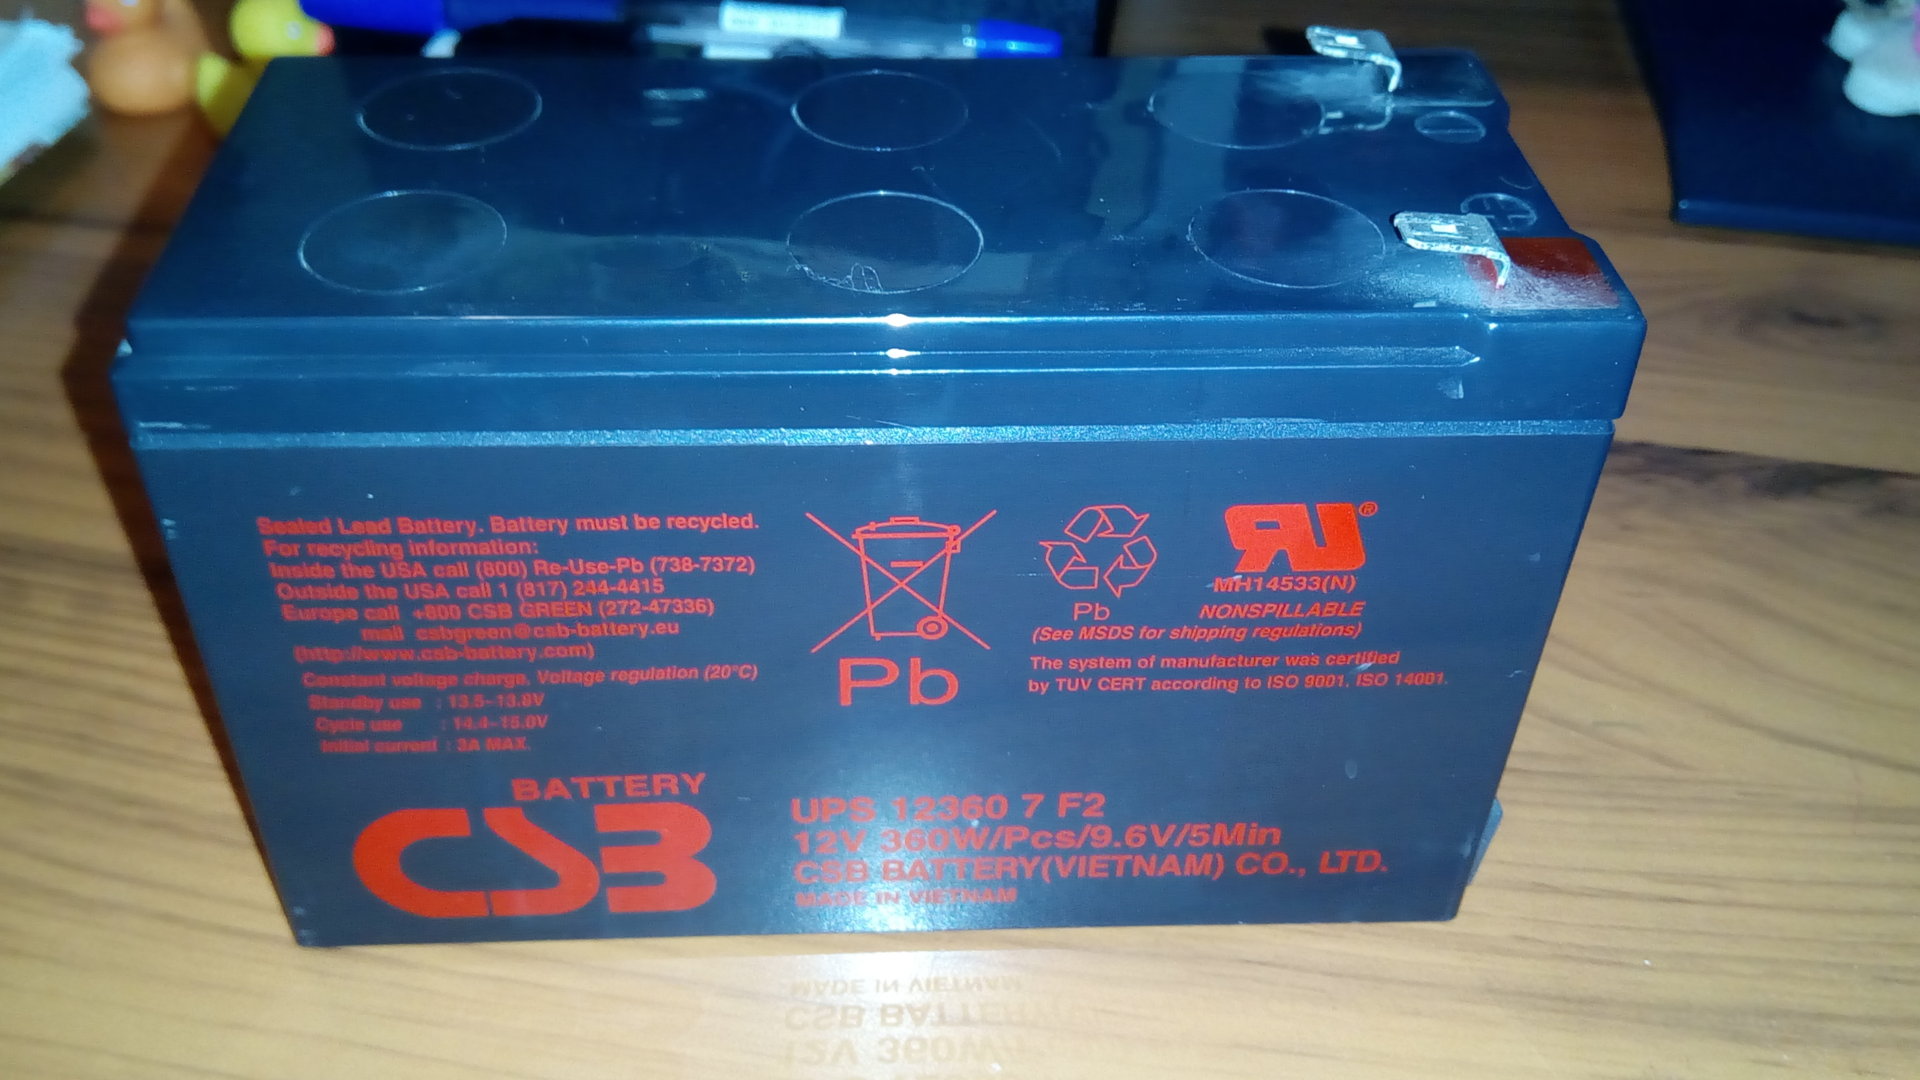 Sealed Lead Battery. Battery must be recycled.
For recycling information:
Inside the USA call (800) Re-Use-Pb (738-7372)
Outside the USA call 1 (817) 244-4415
Europe call +800 CSB GREEN (272-47336)
mail csbgreen@csb-battery.eu
(http://www.csb-battery.com)
Constant voltage charge, Voltage regulation (20°C)
Standby use : 13.5~13.8V
Cycle use : 14.4~15.0V
Initial current : 3A MAX.
Pb
Pb
RU®
MH14533(N)
NONSPILLABLE
(See MSDS for shipping regulations)
The system of manufacturer was certified
by TUV CERT according to ISO 9001. ISO 14001.
BATTERY
CSB
UPS 12360 7 F2
12V 360W/Pcs/9.6V/5Min
CSB BATTERY(VIETNAM) CO., LTD.
MADE IN VIETNAM